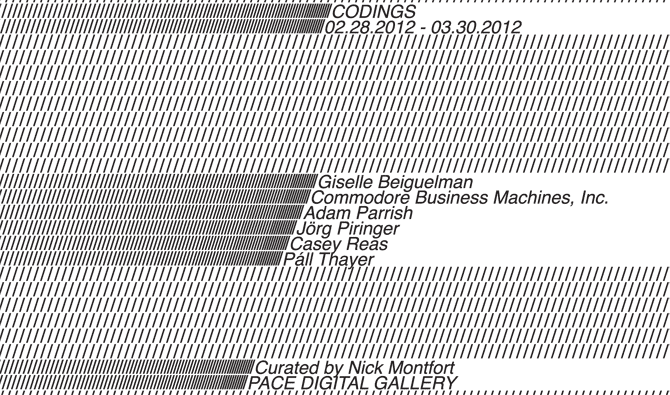 CODINGS
02.28.2012 - 03.30.2012
Giselle Beiguelman
Commodore Business Machines, Inc.
Adam Parrish
Jörg Piringer
Casey Reas
Páll Thayer
Curated by Nick Montfort
PACE DIGITAL GALLERY